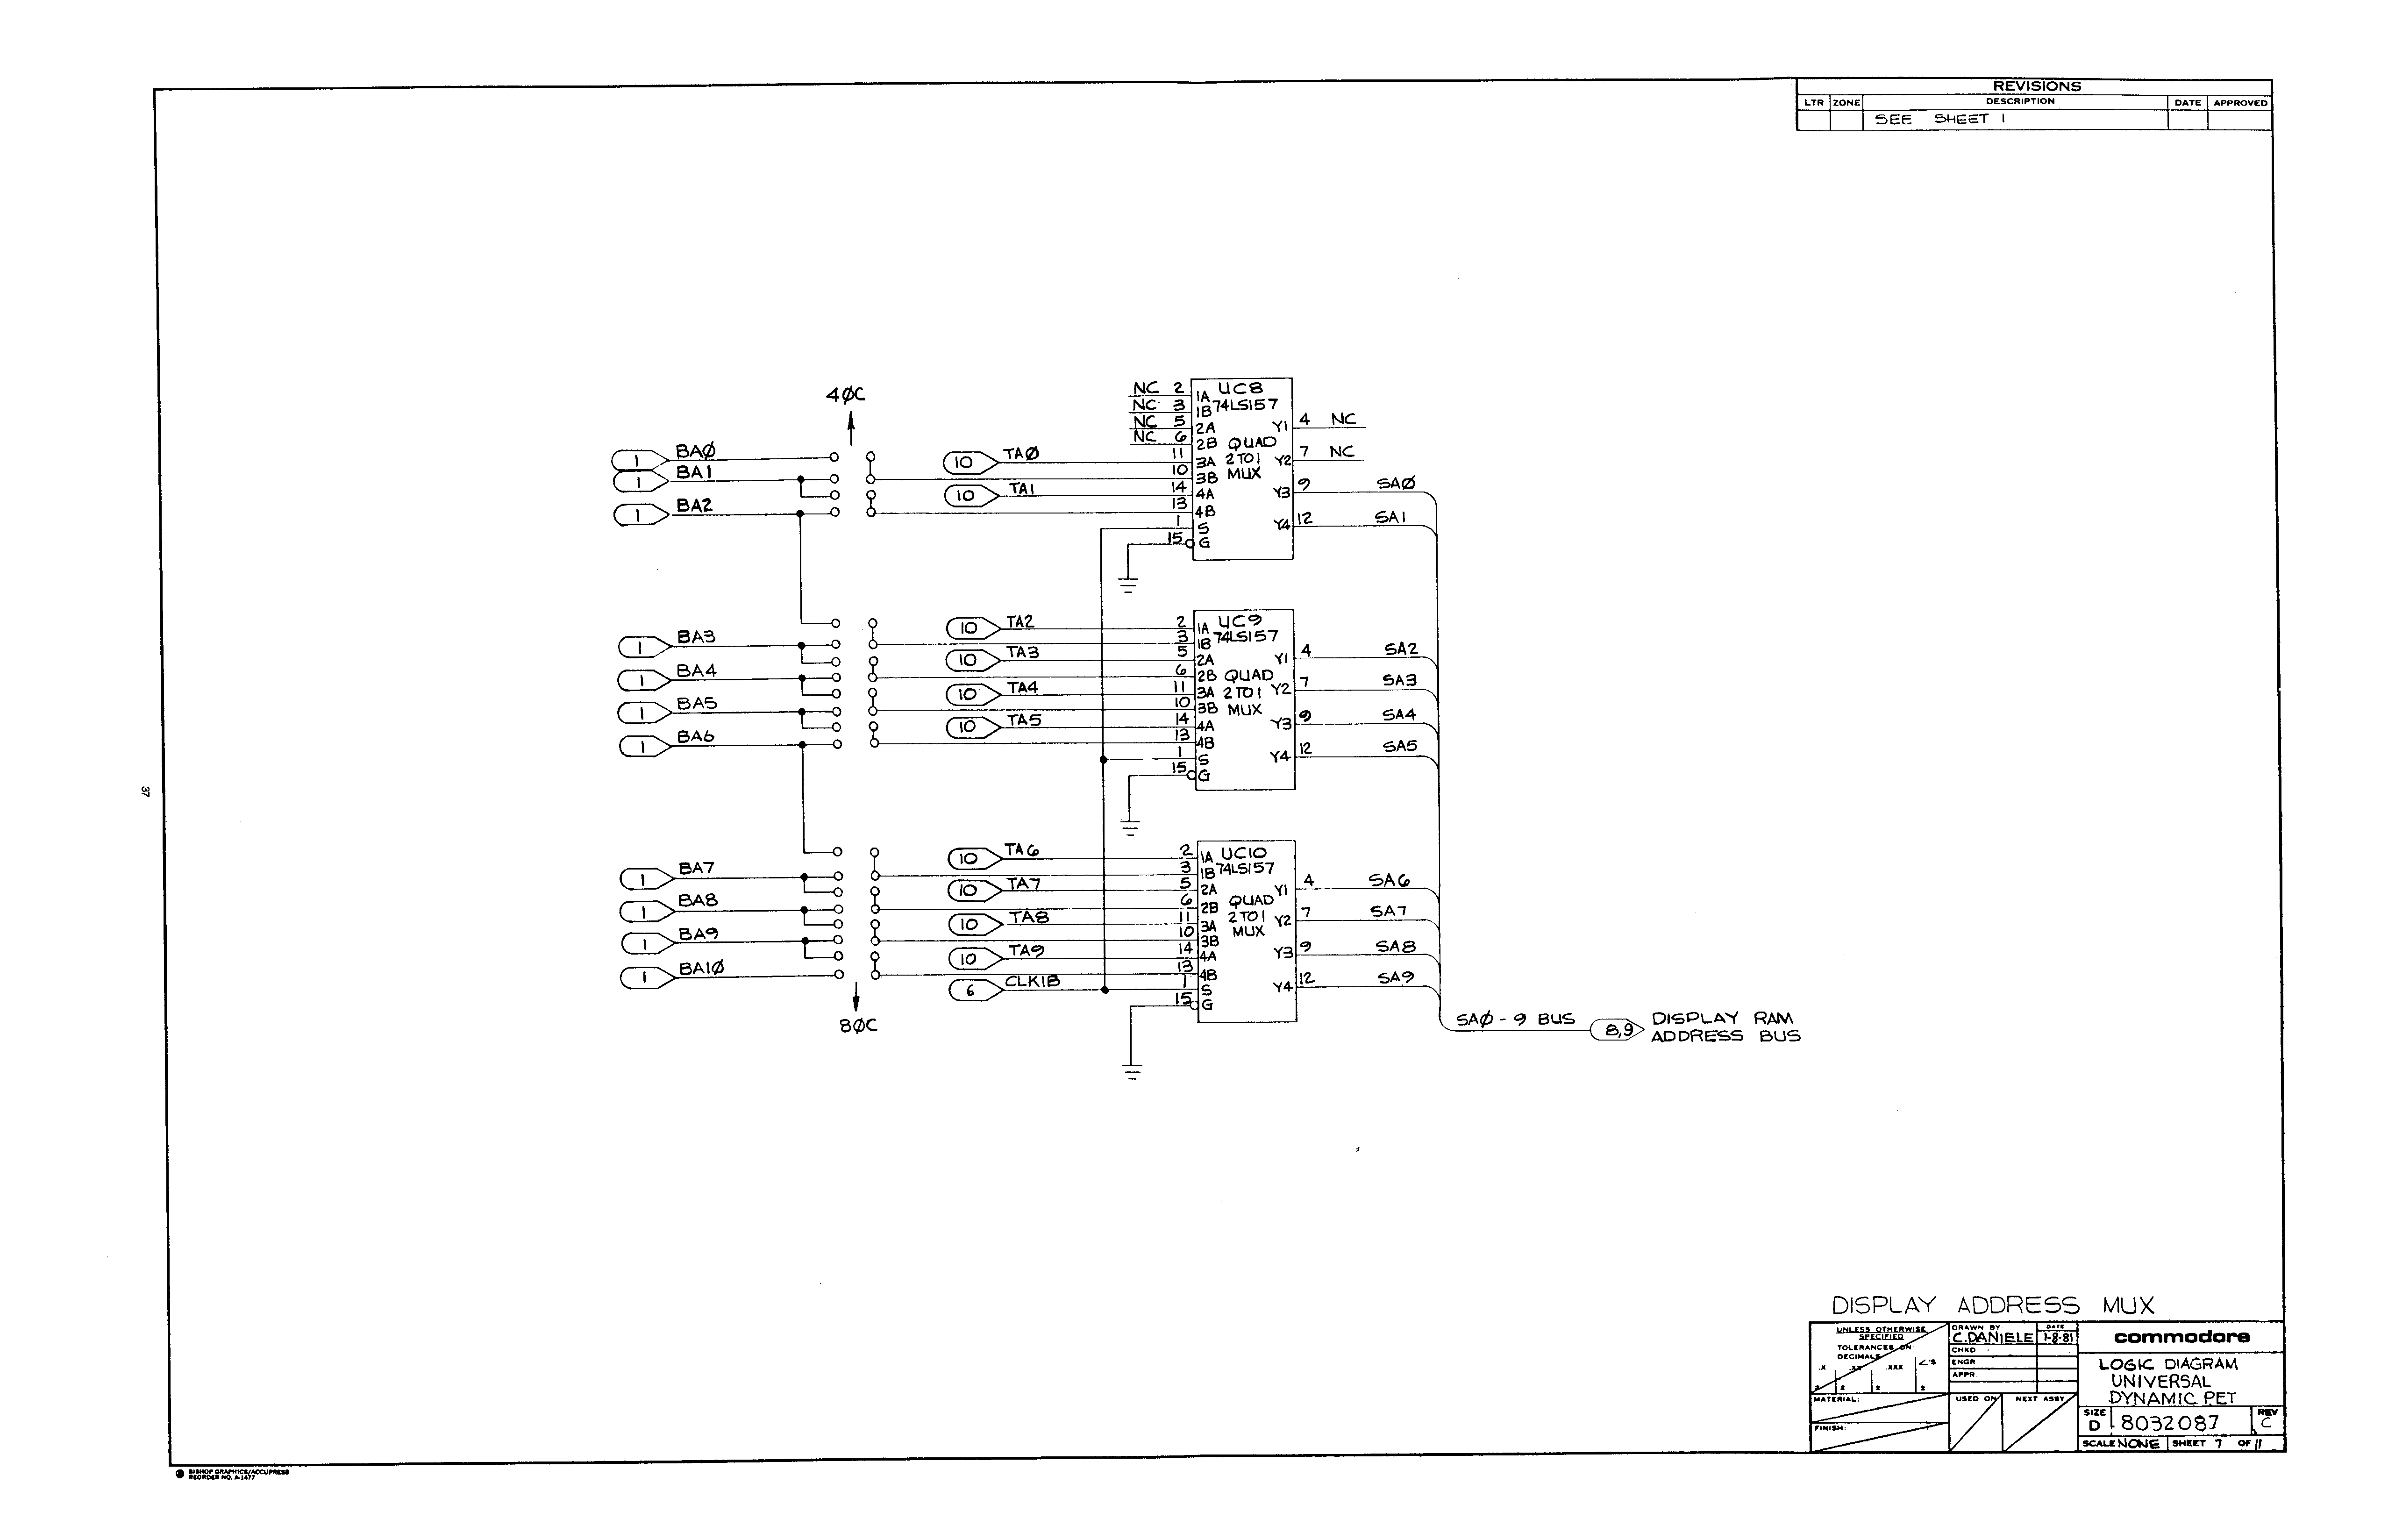 REVISIONS
LTR ZONE DESCRIPTION DATE APPROVED
SEE SHEET 1
4ØC
BAØ
1
BA1
1
BA2
1
BA3
1
BA4
1
BA5
1
BA6
1
BA7
1
BA8
1
BA9
1
BA1Ø
1
8ØC
10 TAØ
10 TA1
10 TA2
10 TA3
10 TA4
10 TA5
10 TA6
10 TA7
10 TA8
10 TA9
6 CLK1B
UC8
74LS157
QUAD
2 TO 1
MUX
NC 2 1A
NC 3 1B
NC 5 2A
NC 6 2B
11 3A
10 3B
14 4A
13 4B
1 S
15 G
Y1 4 NC
Y2 7 NC
Y3 9 SAØ
Y4 12 SA1
UC9
74LS157
QUAD
2 TO 1
MUX
2 1A
3 1B
5 2A
6 2B
11 3A
10 3B
14 4A
13 4B
1 S
15 G
Y1 4 SA2
Y2 7 SA3
Y3 9 SA4
Y4 12 SA5
UC10
74LS157
QUAD
2 TO 1
MUX
2 1A
3 1B
5 2A
6 2B
11 3A
10 3B
14 4A
13 4B
1 S
15 G
Y1 4 SA6
Y2 7 SA7
Y3 9 SA8
Y4 12 SA9
SAØ - 9 BUS 8,9 DISPLAY RAM
ADDRESS BUS
37
DISPLAY ADDRESS MUX
UNLESS OTHERWISE
SPECIFIED
TOLERANCES ON
DECIMALS
.X .XX .XXX ∠'S
± ± ± ±
MATERIAL:
FINISH:
DRAWN BY DATE
C.DANIELE 1-8-81
CHKD
ENGR
APPR.
USED ON NEXT ASBY
commodore
LOGIC DIAGRAM
UNIVERSAL
DYNAMIC PET
SIZE
D 8032087 REV
C
SCALE NONE SHEET 7 OF 11
BISHOP GRAPHICS/ACCUPRESS
REORDER NO. A-1477